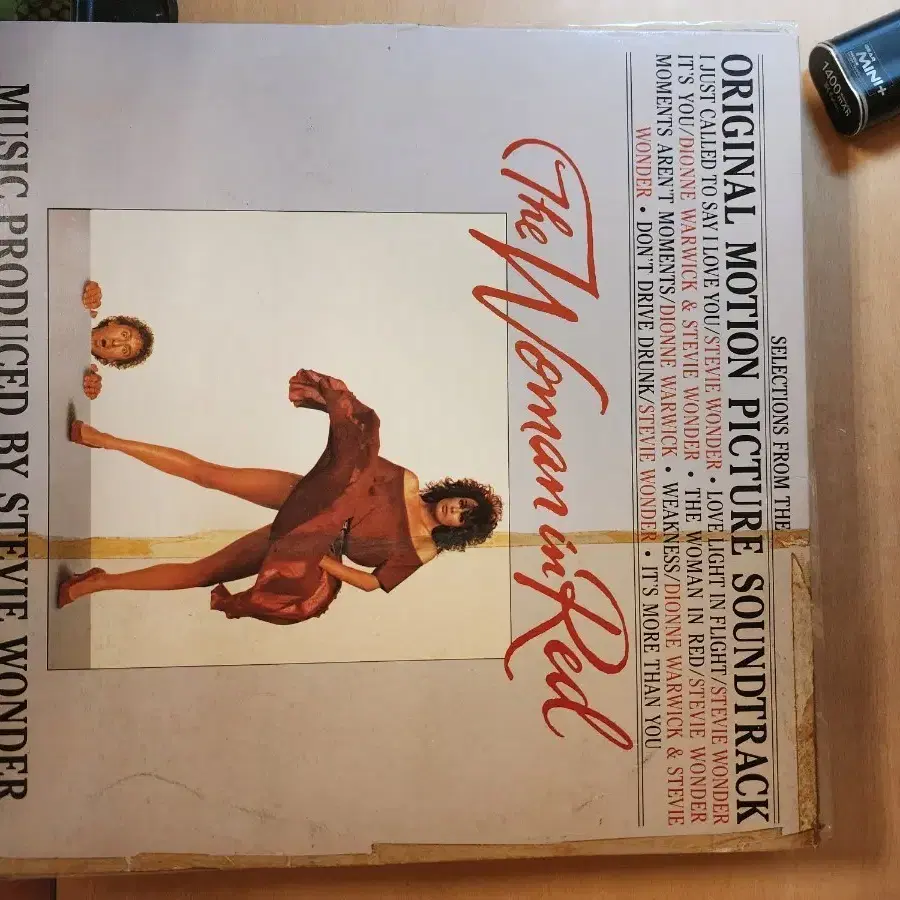 SELECTIONS FROM THE
ORIGINAL MOTION PICTURE SOUNDTRACK
I JUST CALLED TO SAY I LOVE YOU/STEVIE WONDER • LOVE LIGHT IN FLIGHT/STEVIE WONDER
IT'S YOU/DIONNE WARWICK & STEVIE WONDER • THE WOMAN IN RED/STEVIE WONDER
MOMENTS AREN'T MOMENTS/DIONNE WARWICK • WEAKNESS/DIONNE WARWICK & STEVIE
WONDER • DON'T DRIVE DRUNK/STEVIE WONDER • IT'S MORE THAN YOU
The Woman in Red
MUSIC PRODUCED BY STEVIE WONDER
MINI+
1400mAh